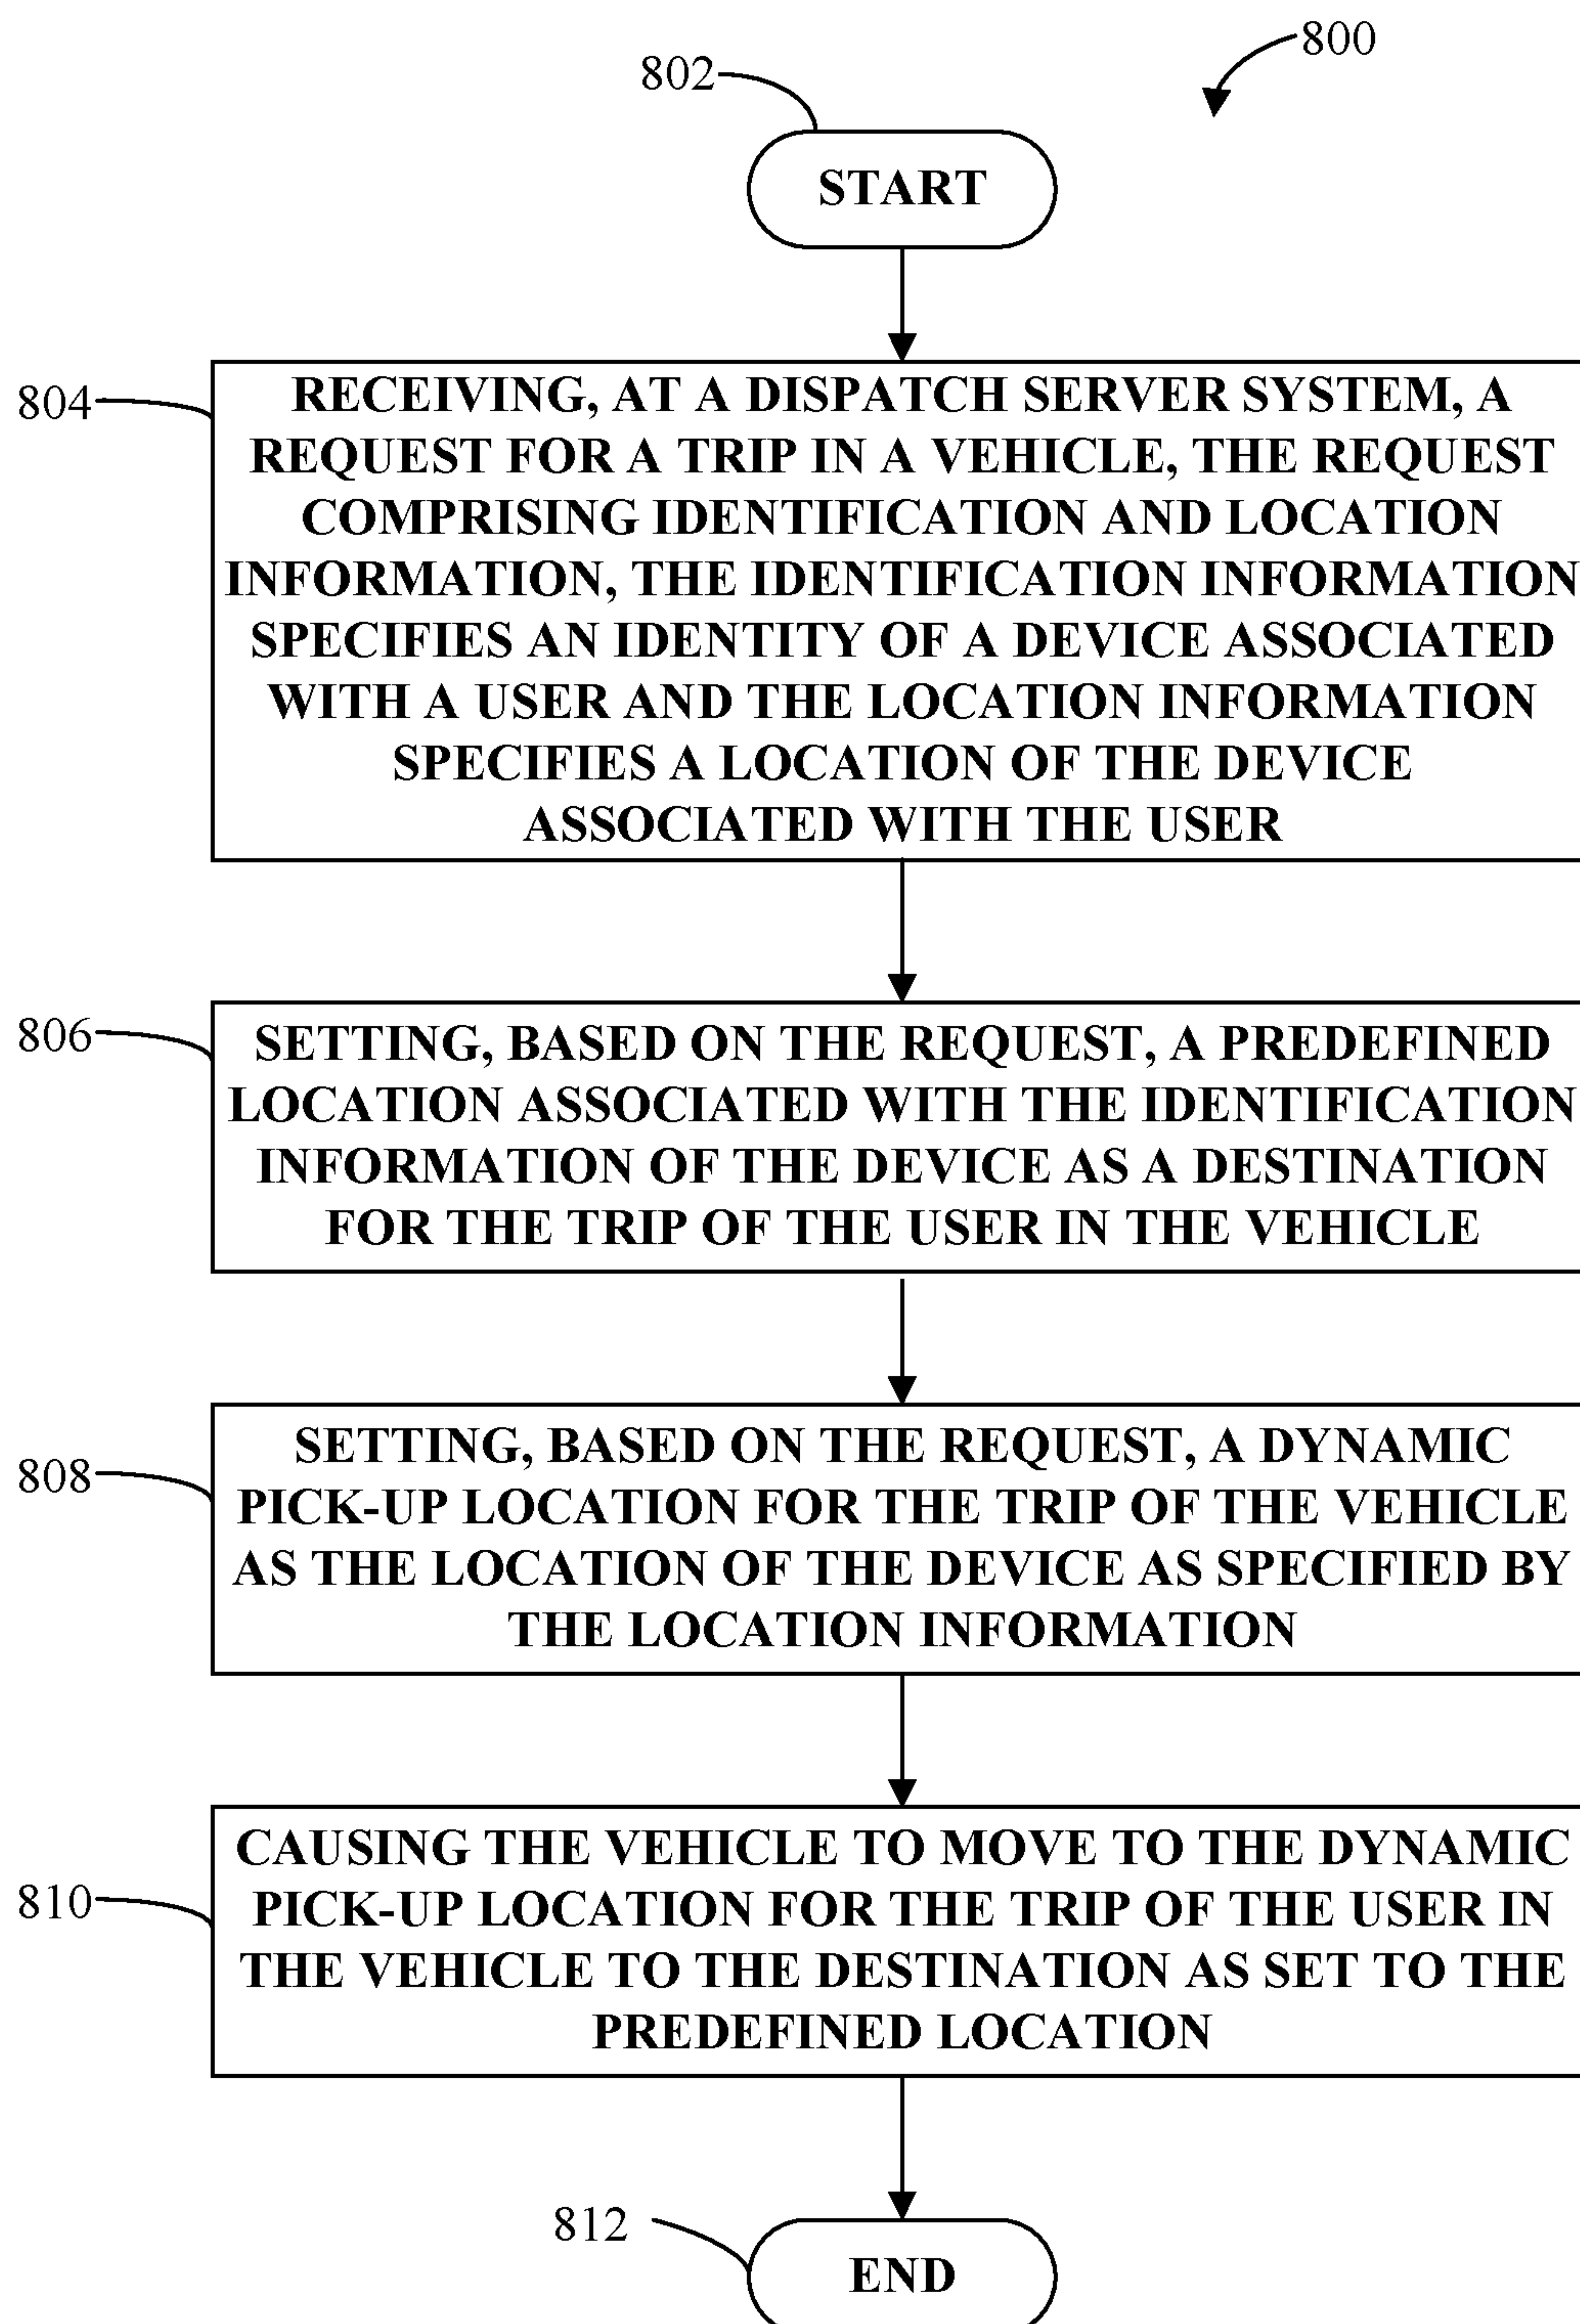 800
802
START
804
RECEIVING, AT A DISPATCH SERVER SYSTEM, A
REQUEST FOR A TRIP IN A VEHICLE, THE REQUEST
COMPRISING IDENTIFICATION AND LOCATION
INFORMATION, THE IDENTIFICATION INFORMATION
SPECIFIES AN IDENTITY OF A DEVICE ASSOCIATED
WITH A USER AND THE LOCATION INFORMATION
SPECIFIES A LOCATION OF THE DEVICE
ASSOCIATED WITH THE USER
806
SETTING, BASED ON THE REQUEST, A PREDEFINED
LOCATION ASSOCIATED WITH THE IDENTIFICATION
INFORMATION OF THE DEVICE AS A DESTINATION
FOR THE TRIP OF THE USER IN THE VEHICLE
808
SETTING, BASED ON THE REQUEST, A DYNAMIC
PICK-UP LOCATION FOR THE TRIP OF THE VEHICLE
AS THE LOCATION OF THE DEVICE AS SPECIFIED BY
THE LOCATION INFORMATION
810
CAUSING THE VEHICLE TO MOVE TO THE DYNAMIC
PICK-UP LOCATION FOR THE TRIP OF THE USER IN
THE VEHICLE TO THE DESTINATION AS SET TO THE
PREDEFINED LOCATION
812
END